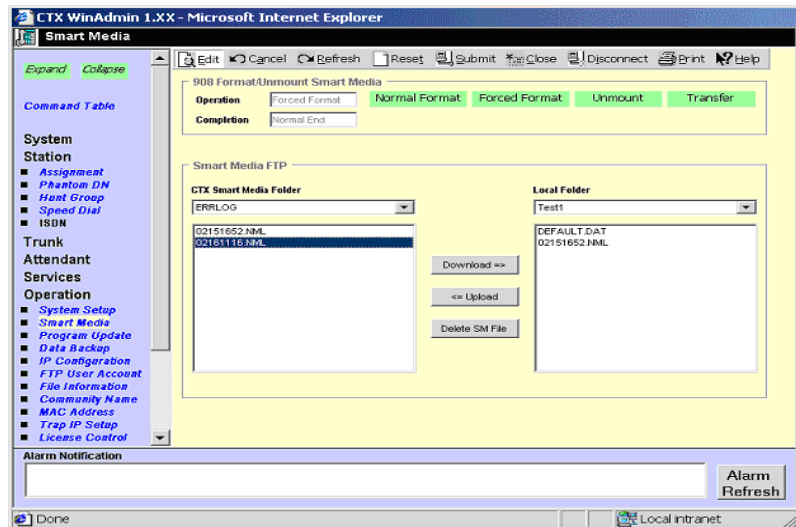 CTX WinAdmin 1.XX - Microsoft Internet Explorer
Smart Media
Expand Collapse
Command Table
System
Station
Assignment
Phantom DN
Hunt Group
Speed Dial
ISDN
Trunk
Attendant
Services
Operation
System Setup
Smart Media
Program Update
Data Backup
IP Configuration
FTP User Account
File Information
Community Name
MAC Address
Trap IP Setup
License Control
Edit Cancel Refresh Reset Submit Close Disconnect Print Help
908 Format/Unmount Smart Media
Operation Forced Format Normal Format Forced Format Unmount Transfer
Completion Normal End
Smart Media FTP
CTX Smart Media Folder
ERRLOG
02151652.NML
02161116.NML
Download =>
<= Upload
Delete SM File
Local Folder
Test1
DEFAULT.DAT
02151652.NML
Alarm Notification
Alarm
Refresh
Done
Local intranet